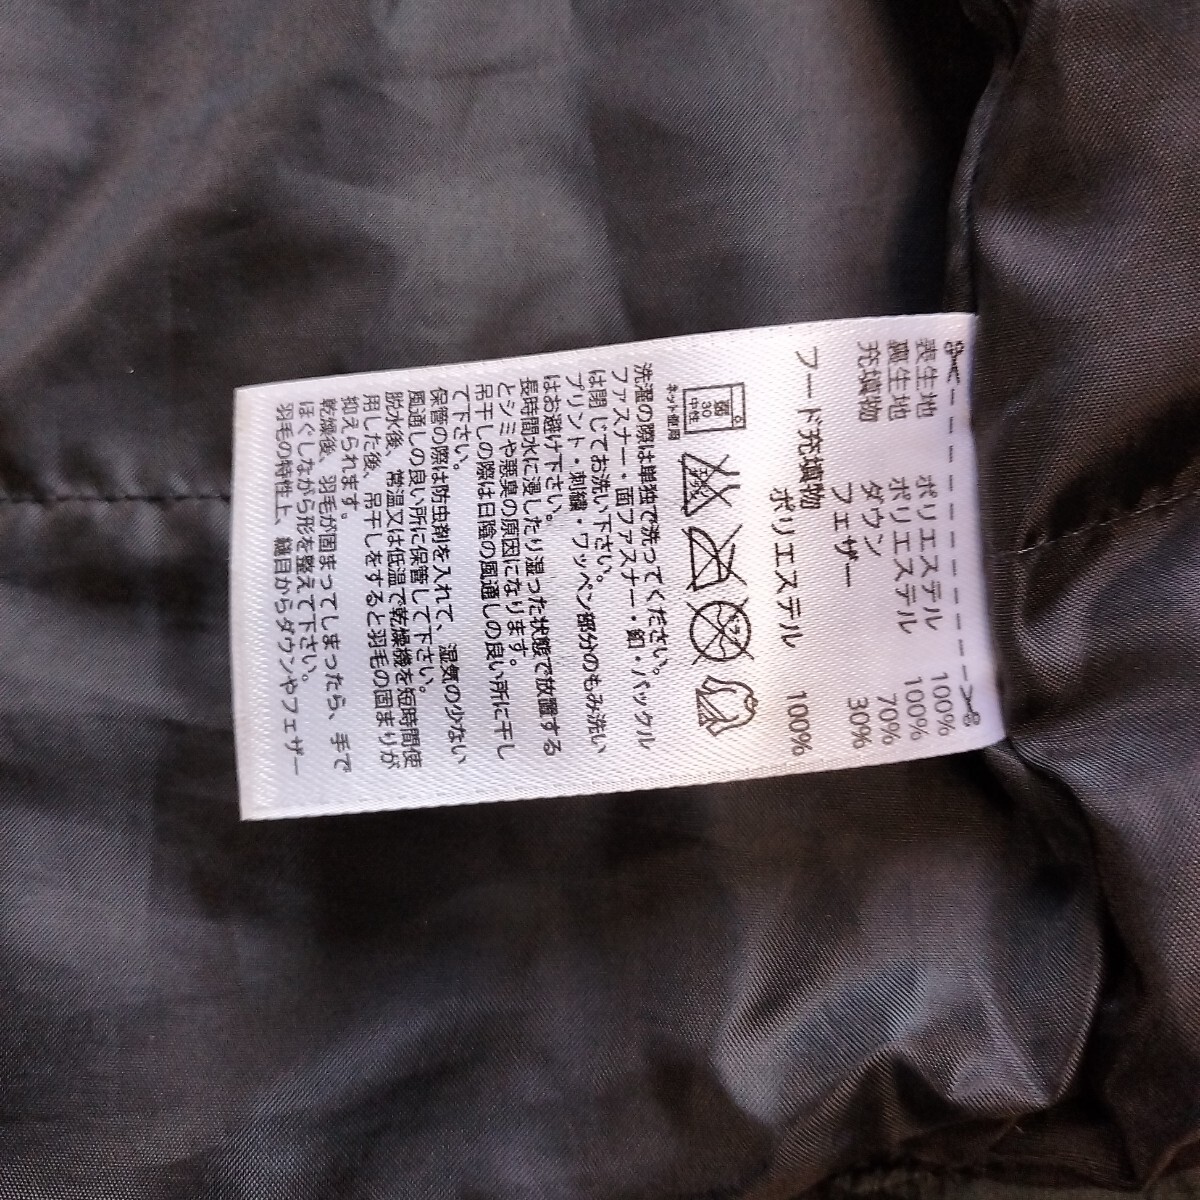 表生地 ポリエステル 100%
裏生地 ポリエステル 100%
充填物 ダウン 70%
フェザー 30%
フード充填物
ポリエステル 100%
30
中性
ネット使用
洗濯の際は単独で洗ってください。
ファスナー・面ファスナー・釦・バックル
は閉じてお洗い下さい。
プリント・刺繍・ワッペン部分のもみ洗い
はお避け下さい。
長時間水に浸したり湿った状態で放置する
とシミや悪臭の原因になります。
吊干しの際は日陰の風通しの良い所に干し
て下さい。
保管の際は防虫剤を入れて、湿気の少ない
風通しの良い所に保管して下さい。
脱水後、常温又は低温で乾燥機を短時間使
用した後、吊干しをすると羽毛の固まりが
抑えられます。
乾燥後、羽毛が固まってしまったら、手で
ほぐしながら形を整えて下さい。
羽毛の特性上、縫目からダウンやフェザー